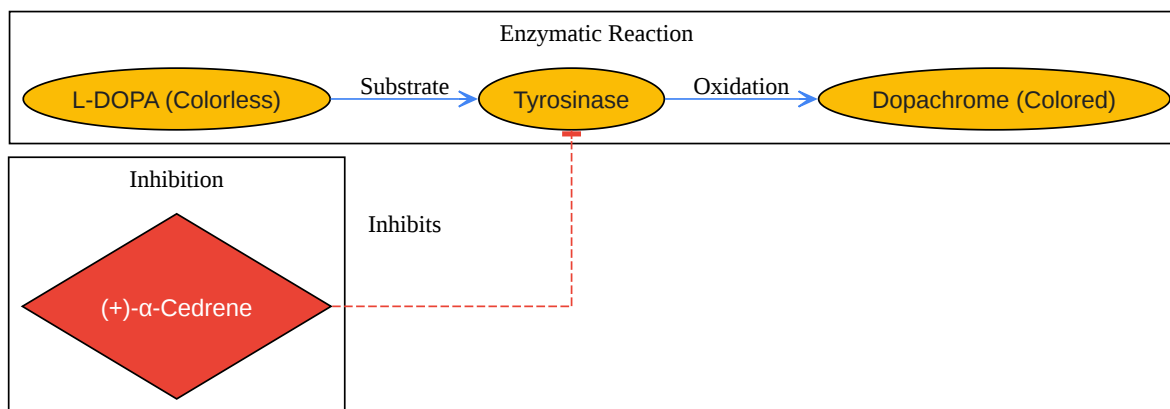 Enzymatic Reaction
L-DOPA (Colorless)
Substrate
Tyrosinase
Oxidation
Dopachrome (Colored)
Inhibition
Inhibits
(+)-α-Cedrene